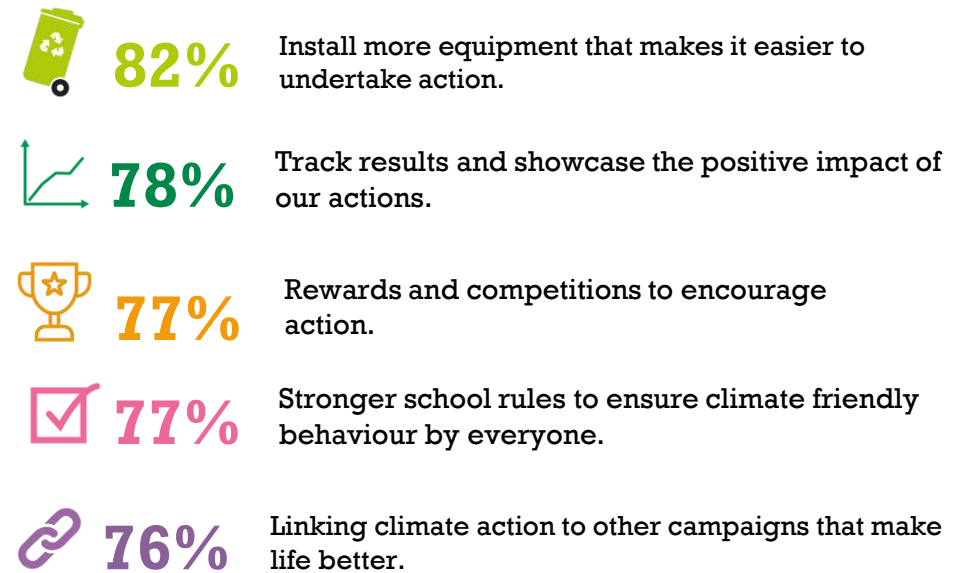 82%
Install more equipment that makes it easier to
undertake action.
78%
Track results and showcase the positive impact of
our actions.
77%
Rewards and competitions to encourage
action.
77%
Stronger school rules to ensure climate friendly
behaviour by everyone.
76%
Linking climate action to other campaigns that make
life better.